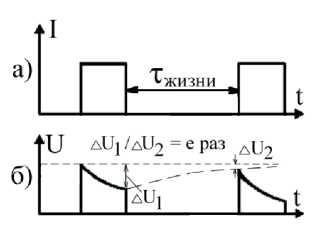 I
а)
τжизни
t
U
△U1/△U2 = е раз
△U2
б)
△U1
t